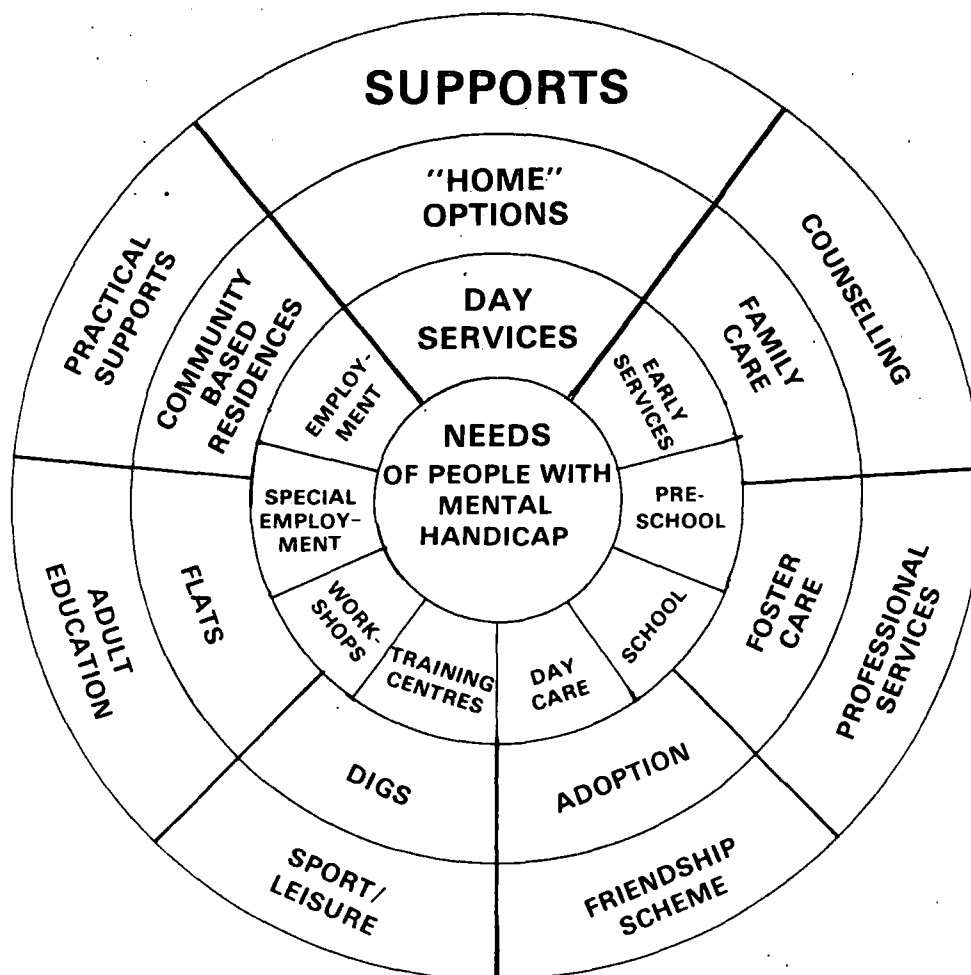 SUPPORTS
"HOME"
OPTIONS
DAY
SERVICES
NEEDS
OF PEOPLE WITH
MENTAL
HANDICAP
COUNSELLING
PROFESSIONAL
SERVICES
FRIENDSHIP
SCHEME
SPORT/
LEISURE
ADULT
EDUCATION
PRACTICAL
SUPPORTS
FAMILY
CARE
FOSTER
CARE
ADOPTION
DIGS
FLATS
COMMUNITY
BASED
RESIDENCES
EARLY
SERVICES
PRE-
SCHOOL
SCHOOL
DAY
CARE
TRAINING
CENTRES
WORK-
SHOPS
SPECIAL
EMPLOY-
MENT
EMPLOY-
MENT